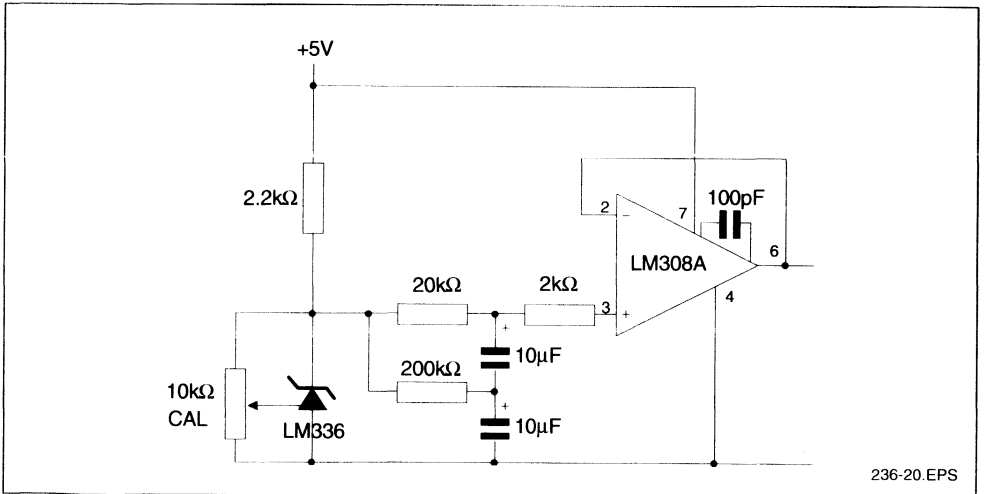 +5V
2.2kΩ
100pF
2
7
6
LM308A
4
20kΩ
2kΩ
3
+
10μF
200kΩ
10kΩ
CAL
LM336
+
10μF
236-20.EPS